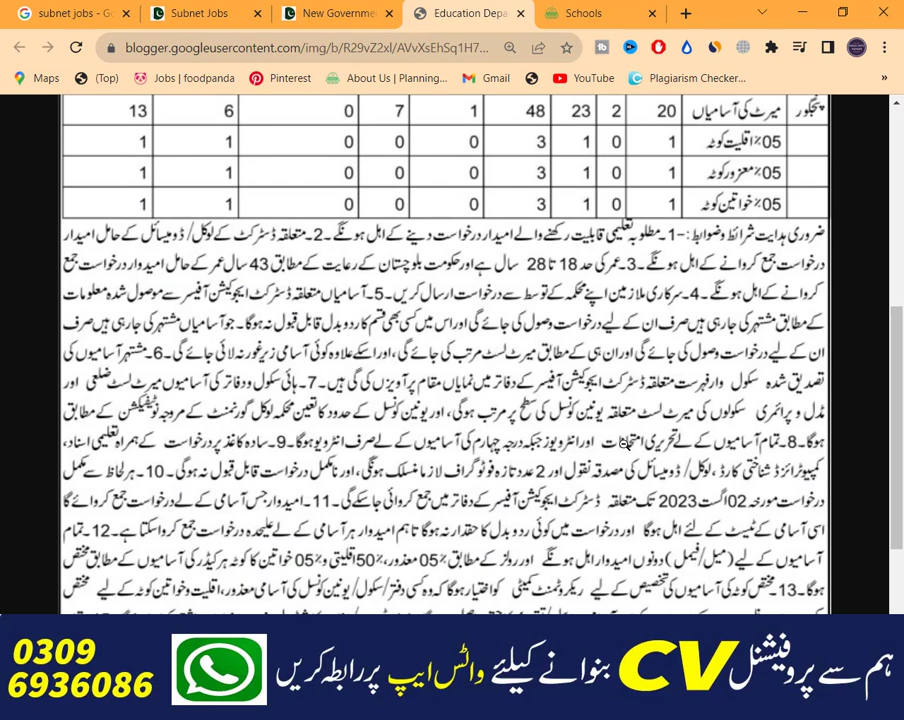 subnet jobs - Go
Subnet Jobs
New Governme
Education Depa
Schools
blogger.googleusercontent.com/img/b/R29vZ2xl/AVvXsEhSq1H7...
Maps
(Top)
Jobs | foodpanda
Pinterest
About Us | Planning...
Gmail
YouTube
Plagiarism Checker...
»
پنجگور میرٹ کی آسامیاں 20 2 23 48 1 7 0 6 13
05٪ اقلیت کوٹہ 1 0 1 3 0 0 0 1 1
05٪ معزور کوٹہ 1 0 1 3 0 0 0 1 1
05٪ خواتین کوٹہ 1 0 1 3 0 0 0 1 1
ضروری ہدایت شرائط وضوابط:-1۔ مطلوبہ تعلیمی قابلیت رکھنے والے امیدار درخواست دینے کے اہل ہونگے۔ 2۔ متعلقہ ڈسٹرکٹ کے لوکل/ ڈومیسائل کے حامل امیدار
درخواست جمع کروانے کے اہل ہونگے۔ 3۔ عمر کی حد 18 تا 28 سال ہے اور حکومت بلوچستان کے رعایت کے مطابق 43 سال عمر کے حامل امیدوار درخواست جمع
کروانے کے اہل ہونگے۔ 4۔ سرکاری ملازمین اپنے محکمہ کے توسط سے درخواست ارسال کریں۔ 5۔ آسامیاں متعلقہ ڈسٹرکٹ ایجوکیشن آفیسر سے موصول شدہ معلومات
کے مطابق مشتہر کی جارہی ہیں صرف ان کے لیے درخواست وصول کی جائے گی اور اس میں کسی بھی قسم کا ردوبدل قابل قبول نہ ہوگا۔ جو آسامیاں مشتہر کی جارہی ہیں صرف
ان کے لیے درخواست وصول کی جائے گی اور ان ہی کے مطابق میرٹ لسٹ مرتب کی جائے گی، اور اسکے علاوہ کوئی آسامی زیر غور نہ لائی جائے گی۔ 6۔ مشتہر آسامیوں کی
تصدیق شدہ سکول وار فہرست متعلقہ ڈسٹرکٹ ایجوکیشن آفیسر کے دفاتر میں نمایاں مقام پر آویزں کی گی ہیں۔ 7۔ ہائی سکول ودفاتر کی آسامیوں میرٹ لسٹ ضلعی اور
مڈل و پرائمری سکولوں کی میرٹ لسٹ متعلقہ یونین کونسل کی سطح پر مرتب ہوگی، اور یونین کونسل کے حدود کا تعین محکمہ لوکل گورنمنٹ کے مروجہ نوٹیفکیشن کے مطابق
ہوگا۔ 8۔ تمام آسامیوں کے لے تحریری امتحانات اور انٹرویوز جبکہ درجہ چہارم کی آسامیوں کے لے صرف انٹرویو ہوگا۔ 9۔ سادہ کاغذ پر درخواست کے ہمراہ تعلیمی اسناد،
کمپیوٹرائزڈ شناختی کارڈ، لوکل/ ڈومیسائل کی مصدقہ نقول اور 2 عدد تازہ فوٹوگراف لازما منسلک ہونگی، اور نامکمل درخواست قابل قبول نہ ہوگی۔ 10۔ ہر لحاظ سے مکمل
درخواست مورخہ 02 اگست 2023 تک متعلقہ ڈسٹرکٹ ایجوکیشن آفیسر کے دفاتر میں جمع کروائی جاسکے گی۔ 11۔ امیدوار جس آسامی کے لے درخواست جمع کروائے گا
اسی آسامی کے ٹیسٹ کے لئے اہل ہوگا اور درخواست میں کوئی ردوبدل کا حقدار نہ ہوگا تاہم امیدوار ہر آسامی کے لے علیحدہ درخواست جمع کرواسکتا ہے۔ 12۔ تمام
آسامیوں کے لیے (میل/فیمل) دونوں امیدوار اہل ہونگے اور رولز کے مطابق 05% معذور، 50% اقلیتی و 05% خواتین کا کوٹہ ہر کیڈر کی آسامیوں کے مطابق مختص
ہوگا۔ 13۔ مختص کوٹہ کی آسامیوں کی تخصیص کے لیے ریکروٹمنٹ کمیٹی کو اختیار ہوگا کہ وہ کسی دفتر/سکول/یونین کونسل کی آسامی معذور، اقلیت وخواتین کوٹہ کے لیے مختص
ہم سے پروفیشنل CV بنوانے کیلئے واٹس ایپ پر رابطہ کریں
0309
6936086